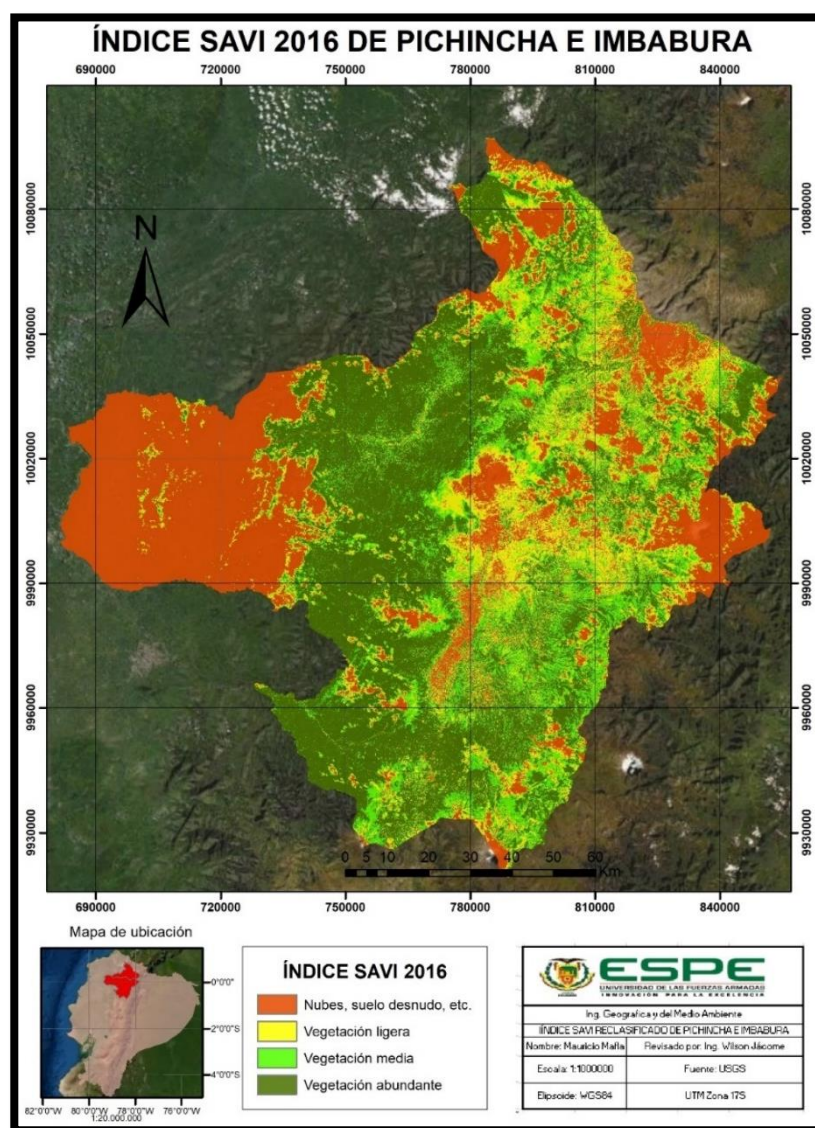 ÍNDICE SAVI 2016 DE PICHINCHA E IMBABURA
690000 720000 750000 780000 810000 840000
N
10080000 10080000
10050000 10050000
10020000 10020000
9990000 9990000
9960000 9960000
9930000 9930000
0 5 10 20 30 40 50 60
Km
690000 720000 750000 780000 810000 840000
Mapa de ubicación
0°0'0"
2°0'0"S
4°0'0"S
82°0'0"W 80°0'0"W 78°0'0"W 76°0'0"W
1:20.000.000
ÍNDICE SAVI 2016
Nubes, suelo desnudo, etc.
Vegetación ligera
Vegetación media
Vegetación abundante
ESPE
UNIVERSIDAD DE LAS FUERZAS ARMADAS
INNOVACIÓN PARA LA EXCELENCIA
Ing. Geografica y del Medio Ambiente
ÍNDICE SAVI RECLASIFICADO DE PICHINCHA E IMBABURA
Nombre: Mauricio Mafla Revisado por: Ing. Wilson Jácome
Escala: 1:1000000 Fuente: USGS
Elipsoide: WGS84 UTM Zona 17S